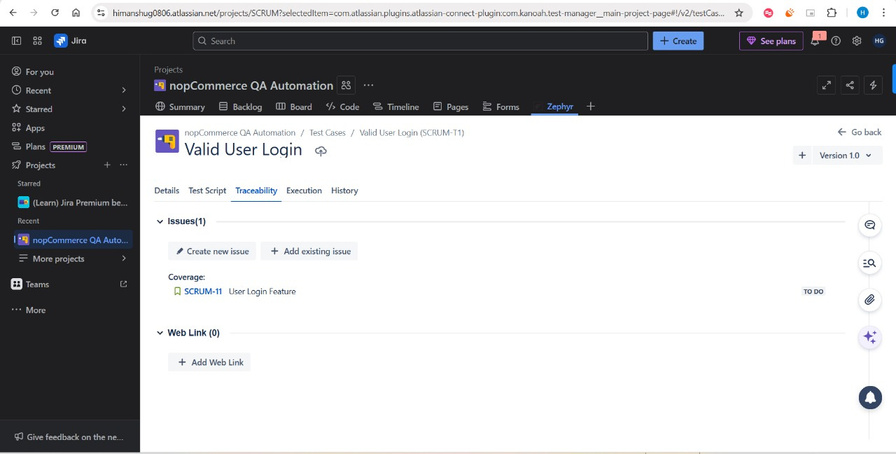 himanshug0806.atlassian.net/projects/SCRUM?selectedItem=com.atlassian.plugins.atlassian-connect-plugin:com.kanoah.test-manager__main-project-page#!/v2/testCas...
H
Jira
Search
+ Create
See plans
1
HG
For you
Recent
Starred
Apps
Plans PREMIUM
Projects
Starred
(Learn) Jira Premium be...
Recent
nopCommerce QA Auto...
More projects
Teams
More
Give feedback on the ne...
Projects
nopCommerce QA Automation
Summary Backlog Board Code Timeline Pages Forms Zephyr
nopCommerce QA Automation / Test Cases / Valid User Login (SCRUM-T1)
Go back
Valid User Login
Version 1.0
Details Test Script Traceability Execution History
Issues(1)
Create new issue + Add existing issue
Coverage:
SCRUM-11 User Login Feature TO DO
Web Link (0)
+ Add Web Link